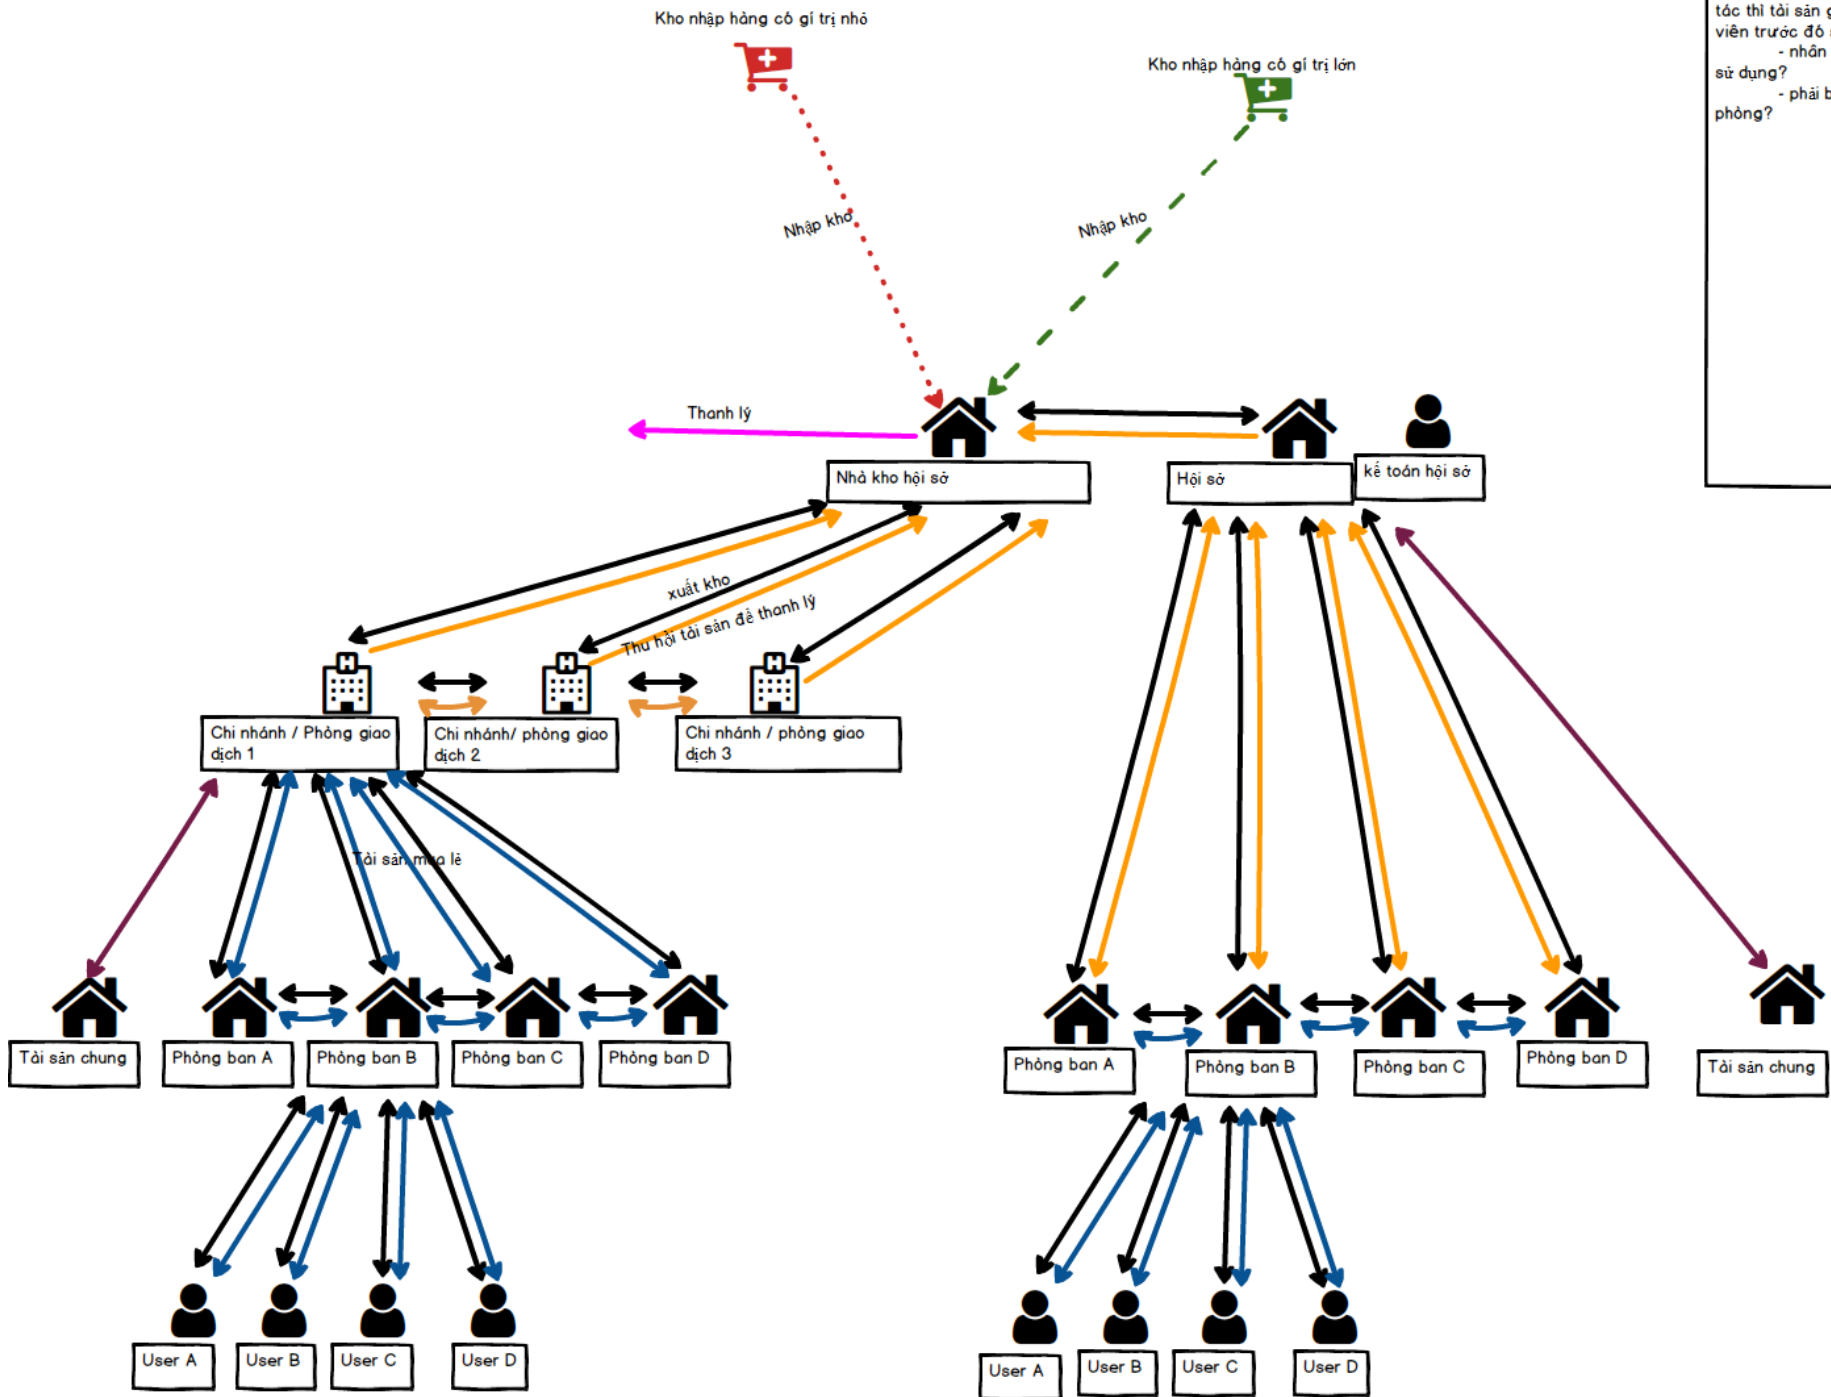 Kho nhập hàng có gí trị nhỏ
Kho nhập hàng có gí trị lớn
tác thì tài sản
viên trước đó
- nhân
sử dụng?
- phải
phòng?
Nhập kho
Nhập kho
Thanh lý
Nhà kho hội sở
Hội sở
kế toán hội sở
xuất kho
Thu hồi tài sản để thanh lý
Chi nhánh / Phòng giao
dịch 1
Chi nhánh/ phòng giao
dịch 2
Chi nhánh / phòng giao
dịch 3
Tài sản mua lẻ
Tài sản chung
Phòng ban A
Phòng ban B
Phòng ban C
Phòng ban D
Phòng ban A
Phòng ban B
Phòng ban C
Phòng ban D
Tài sản chung
User A
User B
User C
User D
User A
User B
User C
User D